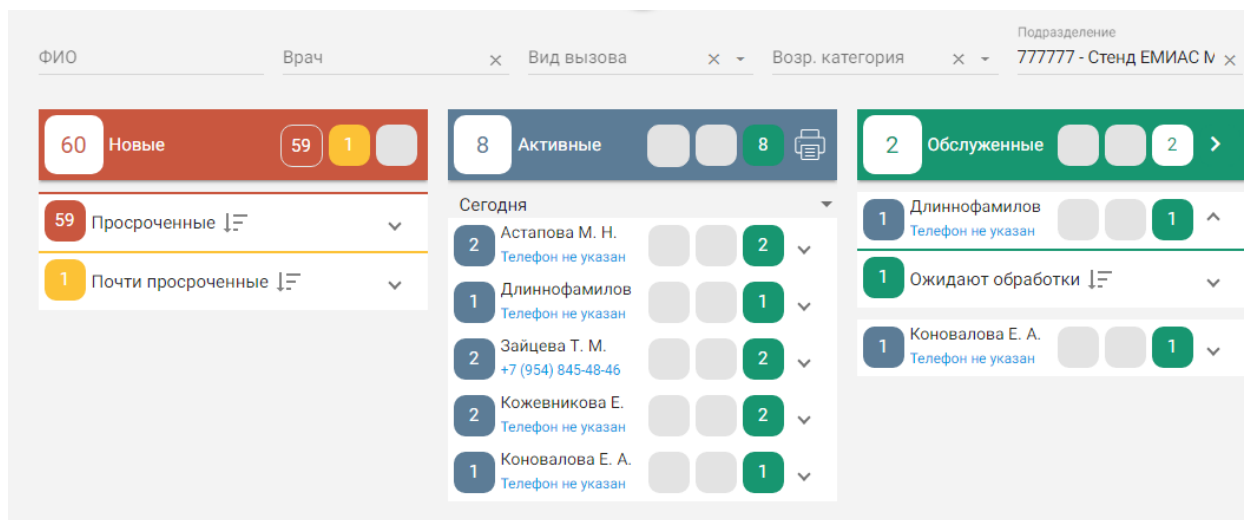 ФИО
Врач
Вид вызова
Возр. категория
Подразделение
777777 - Стенд ЕМИАС М
60 Новые 59 1
59 Просроченные
1 Почти просроченные
8 Активные 8
Сегодня
2 Астапова М. Н. 2
Телефон не указан
1 Длиннофамилов 1
Телефон не указан
2 Зайцева Т. М. 2
+7 (954) 845-48-46
2 Кожевникова Е. 2
Телефон не указан
1 Коновалова Е. А. 1
Телефон не указан
2 Обслуженные 2
1 Длиннофамилов 1
Телефон не указан
1 Ожидают обработки
1 Коновалова Е. А. 1
Телефон не указан